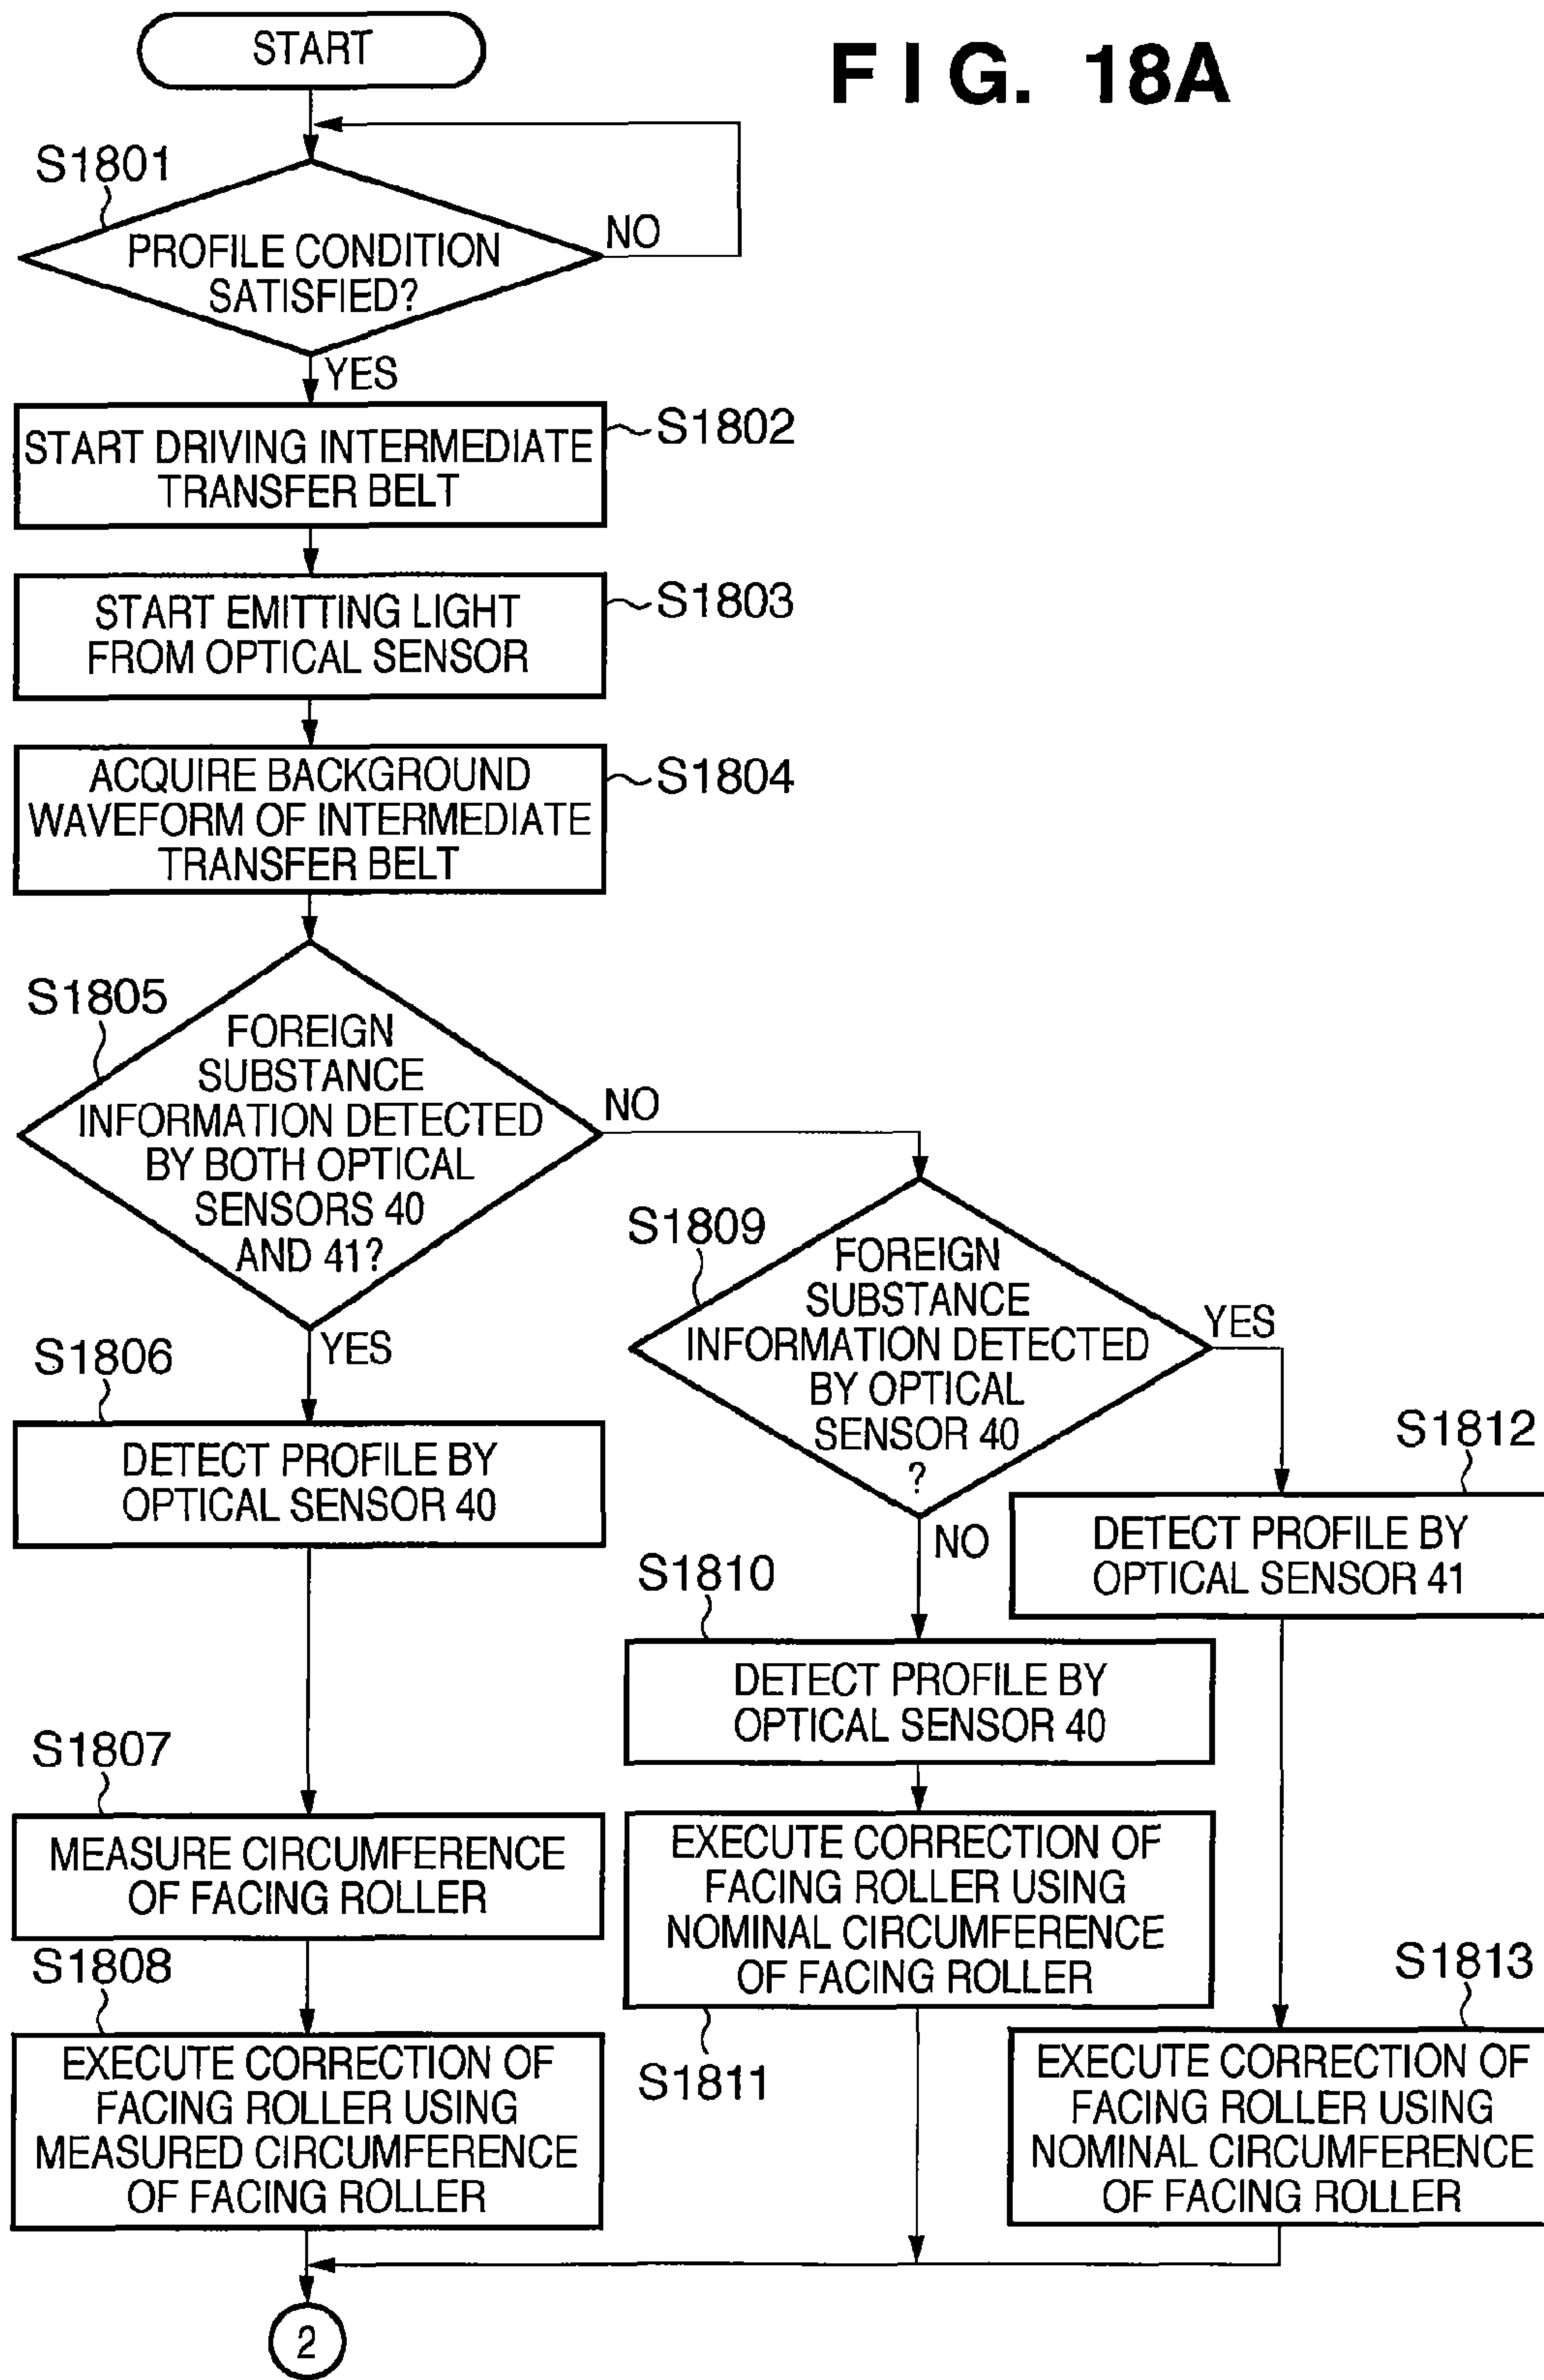 FIG. 18A
START
S1801
PROFILE CONDITION
SATISFIED?
NO
YES
START DRIVING INTERMEDIATE
TRANSFER BELT
S1802
START EMITTING LIGHT
FROM OPTICAL SENSOR
S1803
ACQUIRE BACKGROUND
WAVEFORM OF INTERMEDIATE
TRANSFER BELT
S1804
S1805
FOREIGN
SUBSTANCE
INFORMATION DETECTED
BY BOTH OPTICAL
SENSORS 40
AND 41?
NO
YES
S1806
DETECT PROFILE BY
OPTICAL SENSOR 40
S1807
MEASURE CIRCUMFERENCE
OF FACING ROLLER
S1808
EXECUTE CORRECTION OF
FACING ROLLER USING
MEASURED CIRCUMFERENCE
OF FACING ROLLER
S1809
FOREIGN
SUBSTANCE
INFORMATION DETECTED
BY OPTICAL
SENSOR 40
?
YES
NO
S1810
DETECT PROFILE BY
OPTICAL SENSOR 40
EXECUTE CORRECTION OF
FACING ROLLER USING
NOMINAL CIRCUMFERENCE
OF FACING ROLLER
S1811
S1812
DETECT PROFILE BY
OPTICAL SENSOR 41
S1813
EXECUTE CORRECTION OF
FACING ROLLER USING
NOMINAL CIRCUMFERENCE
OF FACING ROLLER
2